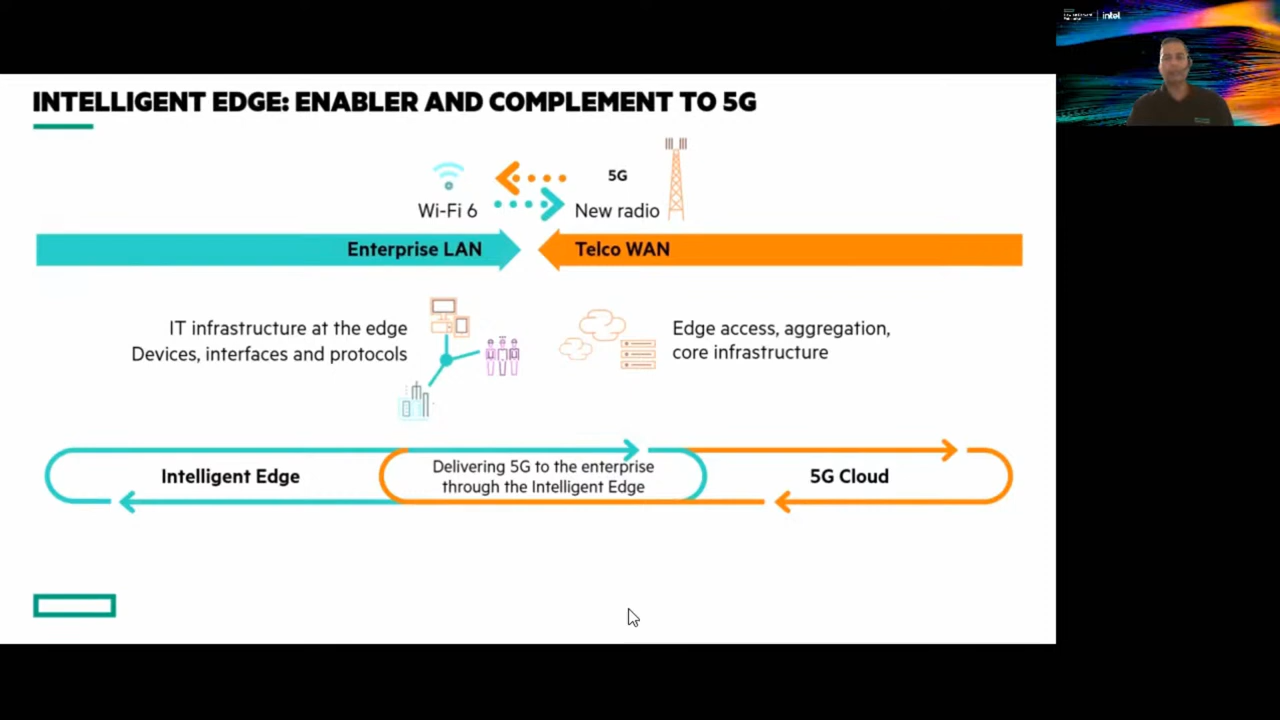 INTELLIGENT EDGE: ENABLER AND COMPLEMENT TO 5G
Wi-Fi 6
5G
New radio
Enterprise LAN
Telco WAN
IT infrastructure at the edge
Devices, interfaces and protocols
Edge access, aggregation,
core infrastructure
Intelligent Edge
Delivering 5G to the enterprise
through the Intelligent Edge
5G Cloud
intel